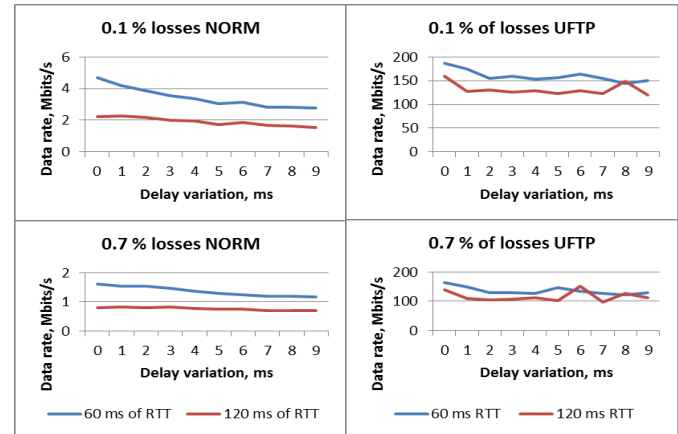 0.1 % losses NORM
Data rate, Mbits/s
6
4
2
0
0 1 2 3 4 5 6 7 8 9
Delay variation, ms
0.1 % of losses UFTP
Data rate, Mbits/s
200
150
100
50
0
0 1 2 3 4 5 6 7 8 9
Delay variation, ms
0.7 % losses NORM
Data rate, Mbits/s
2
1
0
0 1 2 3 4 5 6 7 8 9
Delay variation, ms
60 ms of RTT 120 ms of RTT
0.7 % of losses UFTP
Data rate, Mbits/s
200
100
0
0 1 2 3 4 5 6 7 8 9
Delay variation, ms
60 ms RTT 120 ms RTT